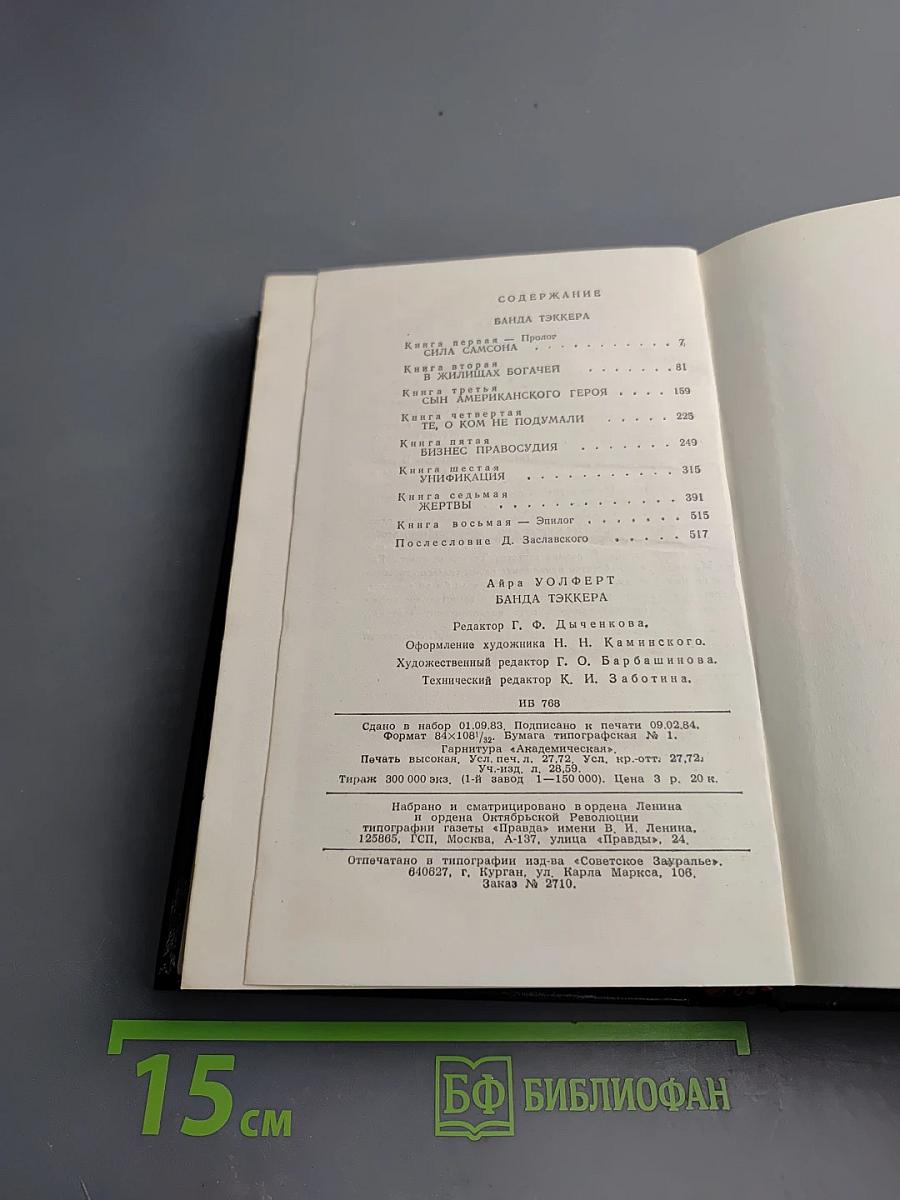 СОДЕРЖАНИЕ
БАНДА ТЭККЕРА
Книга первая — Пролог
СИЛА САМСОНА . . . . . . . . . . . 7
Книга вторая
В ЖИЛИЩАХ БОГАЧЕЙ . . . . . . . 81
Книга третья
СЫН АМЕРИКАНСКОГО ГЕРОЯ . . . . 159
Книга четвертая
ТЕ, О КОМ НЕ ПОДУМАЛИ . . . . . 225
Книга пятая
БИЗНЕС ПРАВОСУДИЯ . . . . . . . 249
Книга шестая
УНИФИКАЦИЯ . . . . . . . . . . . 315
Книга седьмая
ЖЕРТВЫ . . . . . . . . . . . . . 391
Книга восьмая — Эпилог . . . . . . . 515
Послесловие Д. Заславского . . . . . 517
Айра УОЛФЕРТ
БАНДА ТЭККЕРА
Редактор Г. Ф. Дыченкова.
Оформление художника Н. Н. Каминского.
Художественный редактор Г. О. Барбашинова.
Технический редактор К. И. Заботина.
ИБ 768
Сдано в набор 01.09.83. Подписано к печати 09.02.84.
Формат 84×108¹/₃₂. Бумага типографская № 1.
Гарнитура «Академическая».
Печать высокая. Усл. печ. л. 27,72. Усл. кр.-отт. 27,72.
Уч.-изд. л. 28,59.
Тираж 300 000 экз. (1-й завод 1—150 000). Цена 3 р. 20 к.
Набрано и сматрицировано в ордена Ленина
и ордена Октябрьской Революции
типографии газеты «Правда» имени В. И. Ленина.
125865, ГСП, Москва, А-137, улица «Правды», 24.
Отпечатано в типографии изд-ва «Советское Зауралье».
640627, г. Курган, ул. Карла Маркса, 106.
Заказ № 2710.
15 см
БФ БИБЛИОФАН